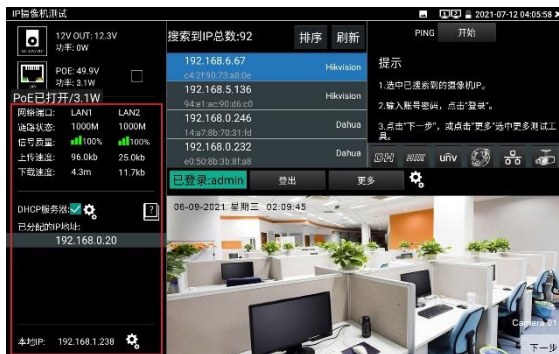 IP摄像机测试
2021-07-12 04:05:58
12V OUT: 12.3V
功率: 0W
POE: 49.9V
功率: 3.1W
PoE已打开/3.1W
网络端口: LAN1 LAN2
链路状态: 1000M 1000M
信号质量: 100% 100%
上传速度: 96.0kb 25.0kb
下载速度: 4.3m 11.7kb
DHCP服务器:
已分配的IP地址:
192.168.0.20
本地IP: 192.168.1.238
搜索到IP总数:92 排序 刷新
192.168.6.67 Hikvision
c4:2f:90:73:a8:0e
192.168.5.136 Hikvision
94:e1:ac:90:d6:c0
192.168.0.246 Dahua
14:a7:8b:70:31:fd
192.168.0.232 Dahua
e0:50:8b:3b:8f:a8
PING 开始
提示
1.选中已搜索到的摄像机IP。
2.输入账号密码，点击"登录"。
3.点击"下一步"，或点击"更多"选中更多测试工具。
unv
已登录:admin 登出 更多
06-09-2021 星期三 02:09:45
Camera 01
下一步